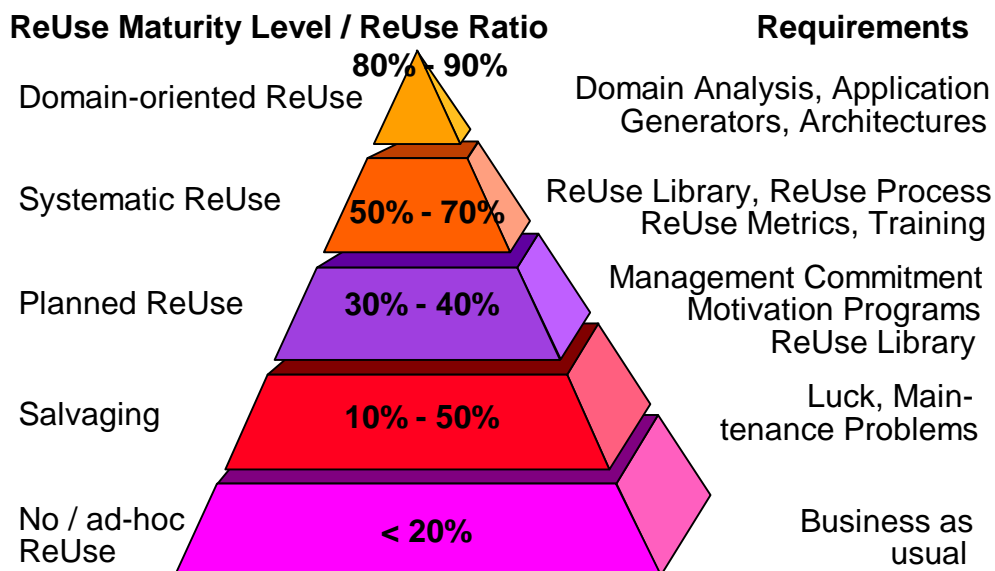 ReUse Maturity Level / ReUse Ratio
Requirements
80% - 90%
Domain-oriented ReUse
Domain Analysis, Application
Generators, Architectures
Systematic ReUse
50% - 70%
ReUse Library, ReUse Process
ReUse Metrics, Training
Planned ReUse
30% - 40%
Management Commitment
Motivation Programs
ReUse Library
Salvaging
10% - 50%
Luck, Main-
tenance Problems
No / ad-hoc
ReUse
< 20%
Business as
usual